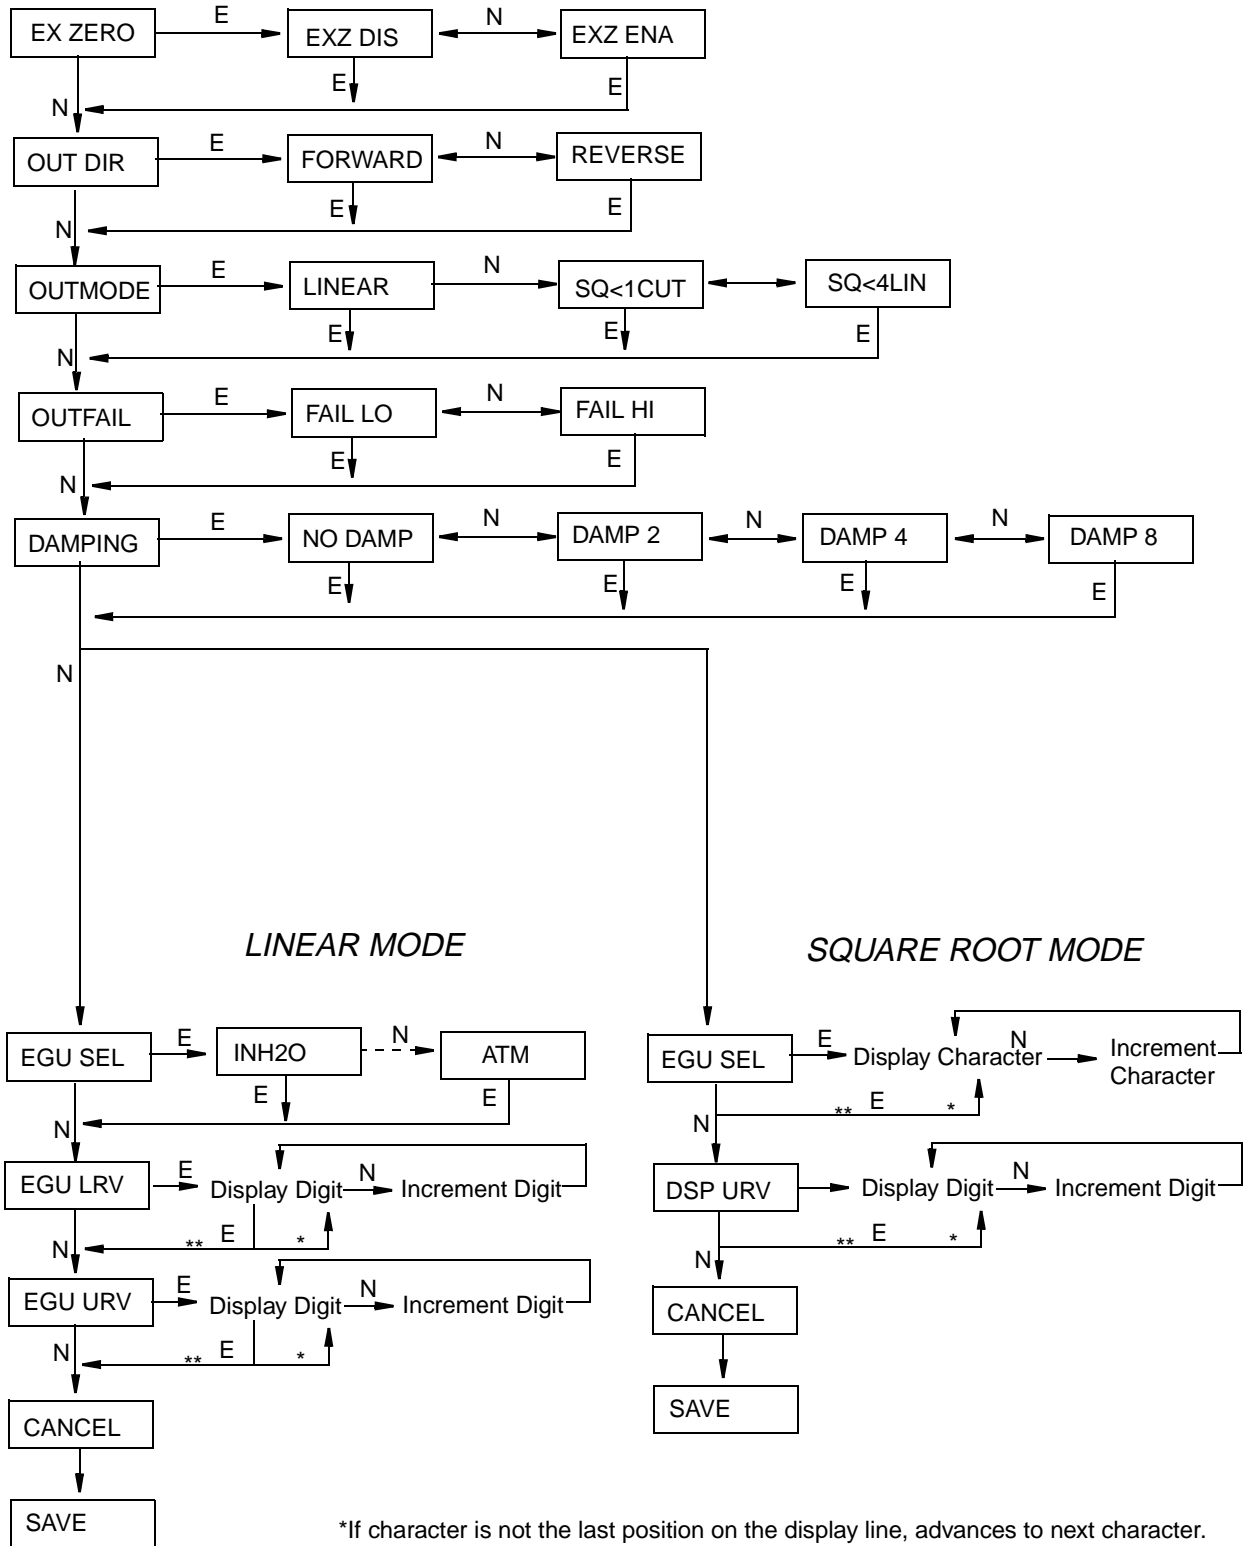 EX ZERO E EXZ DIS N EXZ ENA
N E E
OUT DIR E FORWARD N REVERSE
N E E
OUTMODE E LINEAR N SQ<1CUT SQ<4LIN
N E E E
OUTFAIL E FAIL LO N FAIL HI
N E E
DAMPING E NO DAMP N DAMP 2 N DAMP 4 N DAMP 8
E E E E
N
LINEAR MODE
EGU SEL E INH2O N ATM
N E E
EGU LRV E Display Digit N Increment Digit
N ** E *
EGU URV E Display Digit N Increment Digit
N ** E *
CANCEL
SAVE
SQUARE ROOT MODE
EGU SEL E Display Character N Increment
Character
N ** E *
DSP URV Display Digit N Increment Digit
N ** E *
CANCEL
SAVE
*If character is not the last position on the display line, advances to next character.